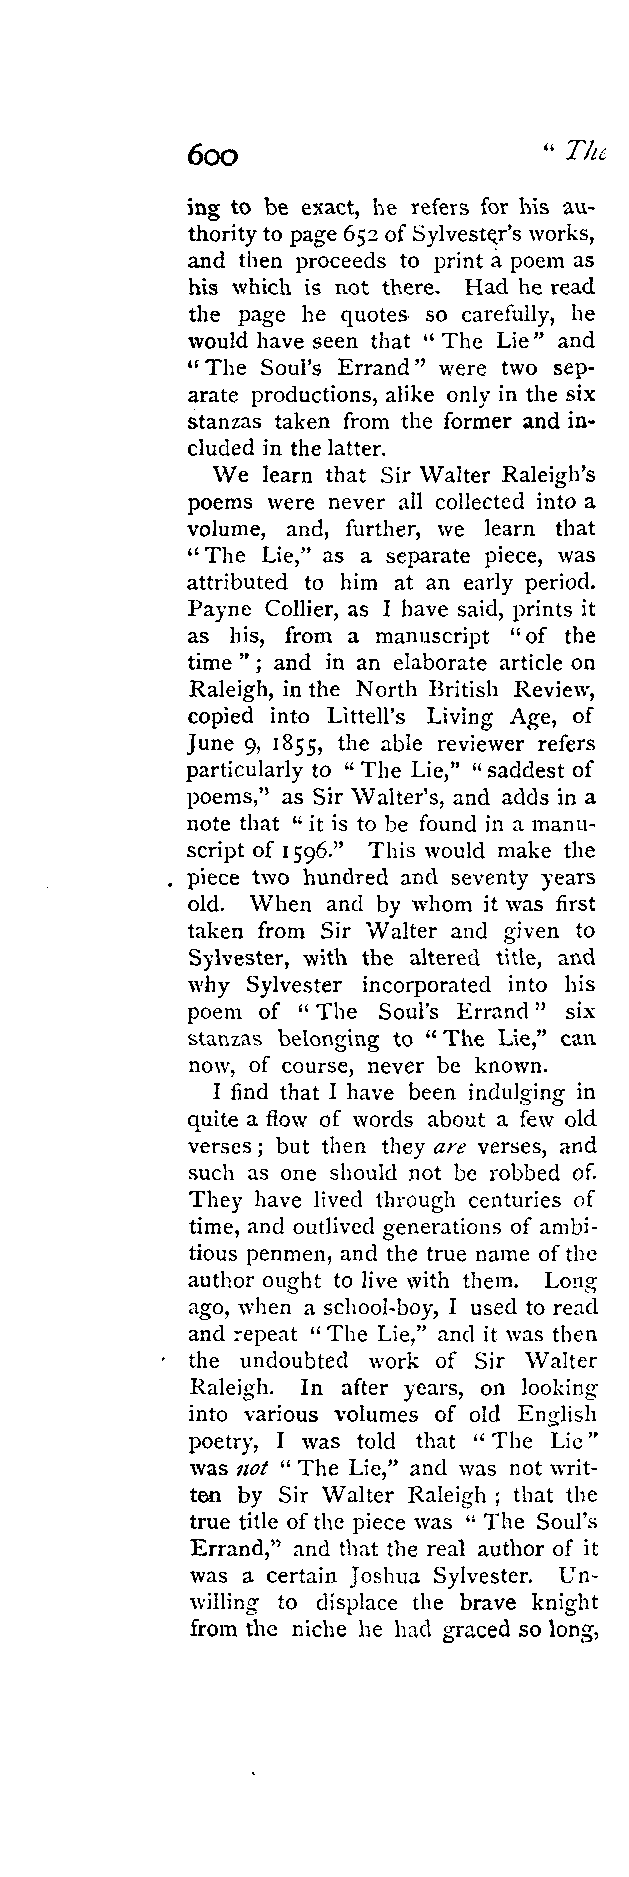 600 “ The
ing to be exact, he refers for his au-
thority to page 652 of Sylvester's works,
and then proceeds to print a poem as
his which is not there. Had he read
the page he quotes so carefully, he
would have seen that “ The Lie” and
“ The Soul's Errand” were two sep-
arate productions, alike only in the six
stanzas taken from the former and in-
cluded in the latter.
We learn that Sir Walter Raleigh's
poems were never all collected into a
volume, and, further, we learn that
“ The Lie,” as a separate piece, was
attributed to him at an early period.
Payne Collier, as I have said, prints it
as his, from a manuscript “ of the
time ” ; and in an elaborate article on
Raleigh, in the North British Review,
copied into Littell's Living Age, of
June 9, 1855, the able reviewer refers
particularly to “ The Lie,” “ saddest of
poems,” as Sir Walter's, and adds in a
note that “ it is to be found in a manu-
script of 1596.” This would make the
piece two hundred and seventy years
old. When and by whom it was first
taken from Sir Walter and given to
Sylvester, with the altered title, and
why Sylvester incorporated into his
poem of “ The Soul's Errand ” six
stanzas belonging to “ The Lie,” can
now, of course, never be known.
I find that I have been indulging in
quite a flow of words about a few old
verses ; but then they are verses, and
such as one should not be robbed of.
They have lived through centuries of
time, and outlived generations of ambi-
tious penmen, and the true name of the
author ought to live with them. Long
ago, when a school-boy, I used to read
and repeat “ The Lie,” and it was then
the undoubted work of Sir Walter
Raleigh. In after years, on looking
into various volumes of old English
poetry, I was told that “ The Lie ”
was not “ The Lie,” and was not writ-
ten by Sir Walter Raleigh ; that the
true title of the piece was “ The Soul's
Errand,” and that the real author of it
was a certain Joshua Sylvester. Un-
willing to displace the brave knight
from the niche he had graced so long,